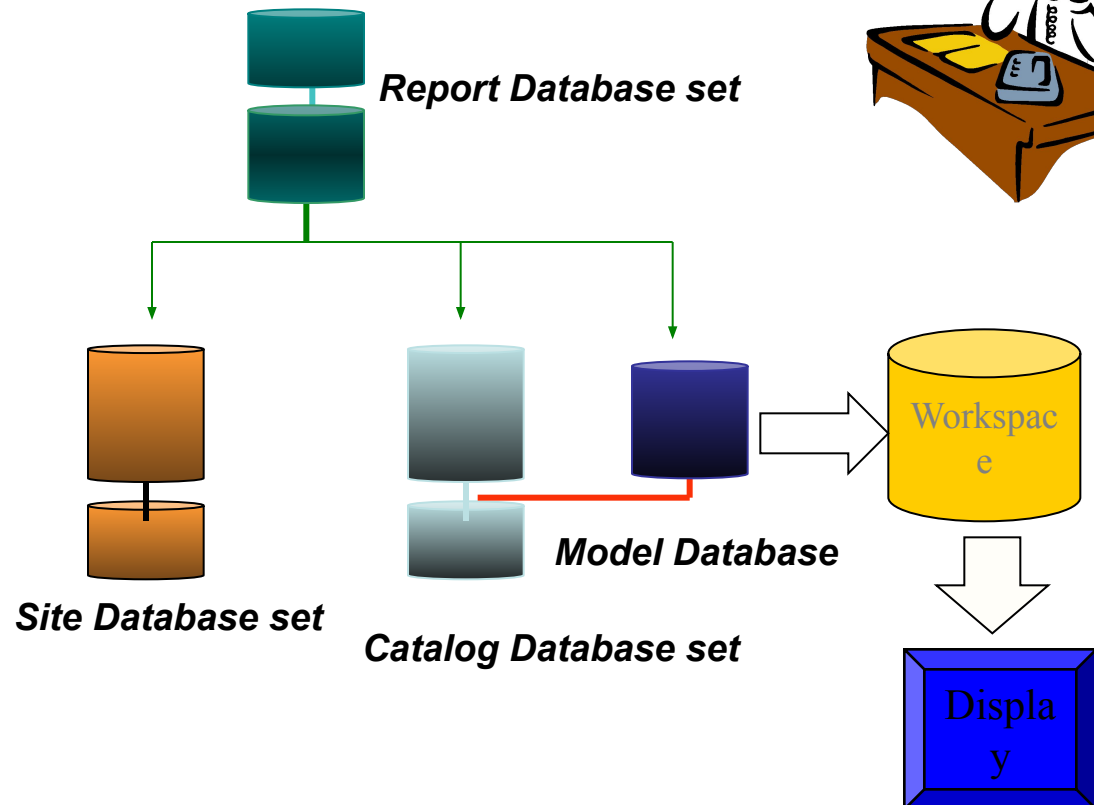 Report Database set
Workspac
e
Model Database
Site Database set
Catalog Database set
Displa
y